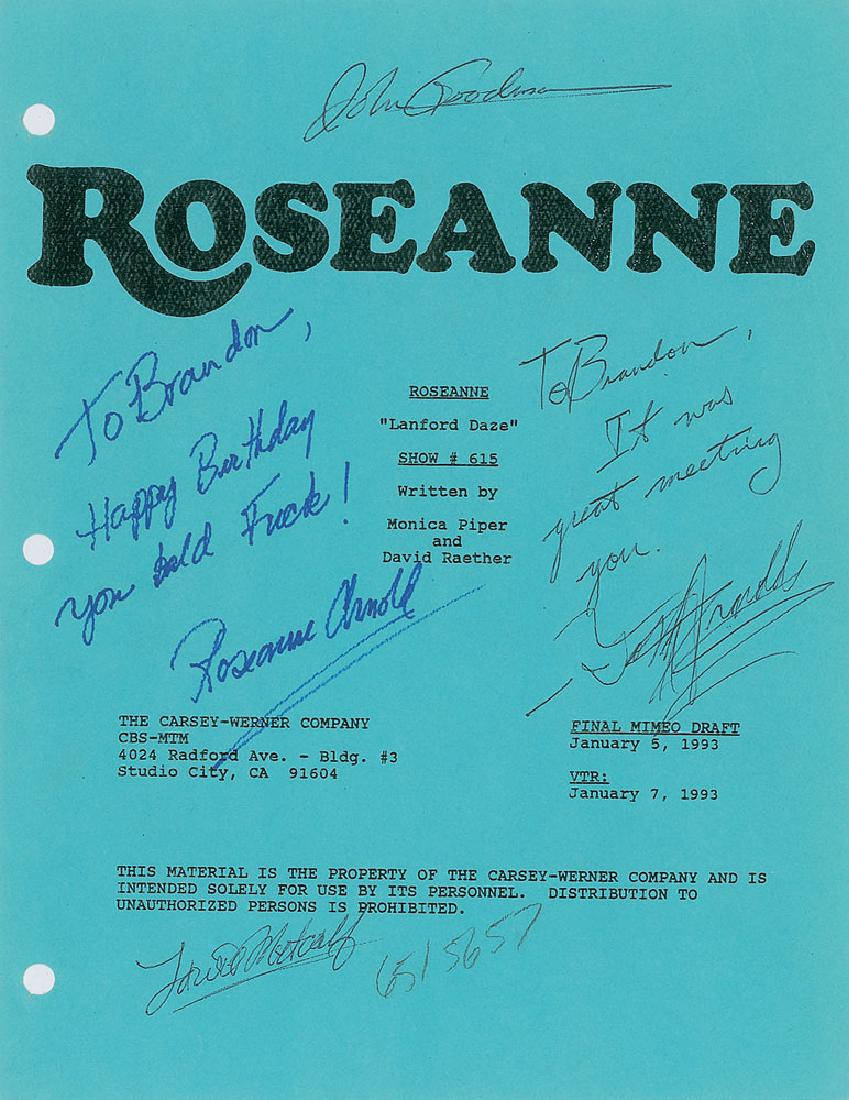 John Goodman
ROSEANNE
To Brandon,
Happy Birthday
you bald Fuck!
Roseanne Arnold
ROSEANNE
"Lanford Daze"
SHOW # 615
Written by
Monica Piper
and
David Raether
To Brandon,
It was
great meeting
you.
Tom Arnold
THE CARSEY-WERNER COMPANY
CBS-MTM
4024 Radford Ave. - Bldg. #3
Studio City, CA 91604
FINAL MIMEO DRAFT
January 5, 1993
VTR:
January 7, 1993
THIS MATERIAL IS THE PROPERTY OF THE CARSEY-WERNER COMPANY AND IS
INTENDED SOLELY FOR USE BY ITS PERSONNEL. DISTRIBUTION TO
UNAUTHORIZED PERSONS IS PROHIBITED.
Laurie Metcalf
6515657